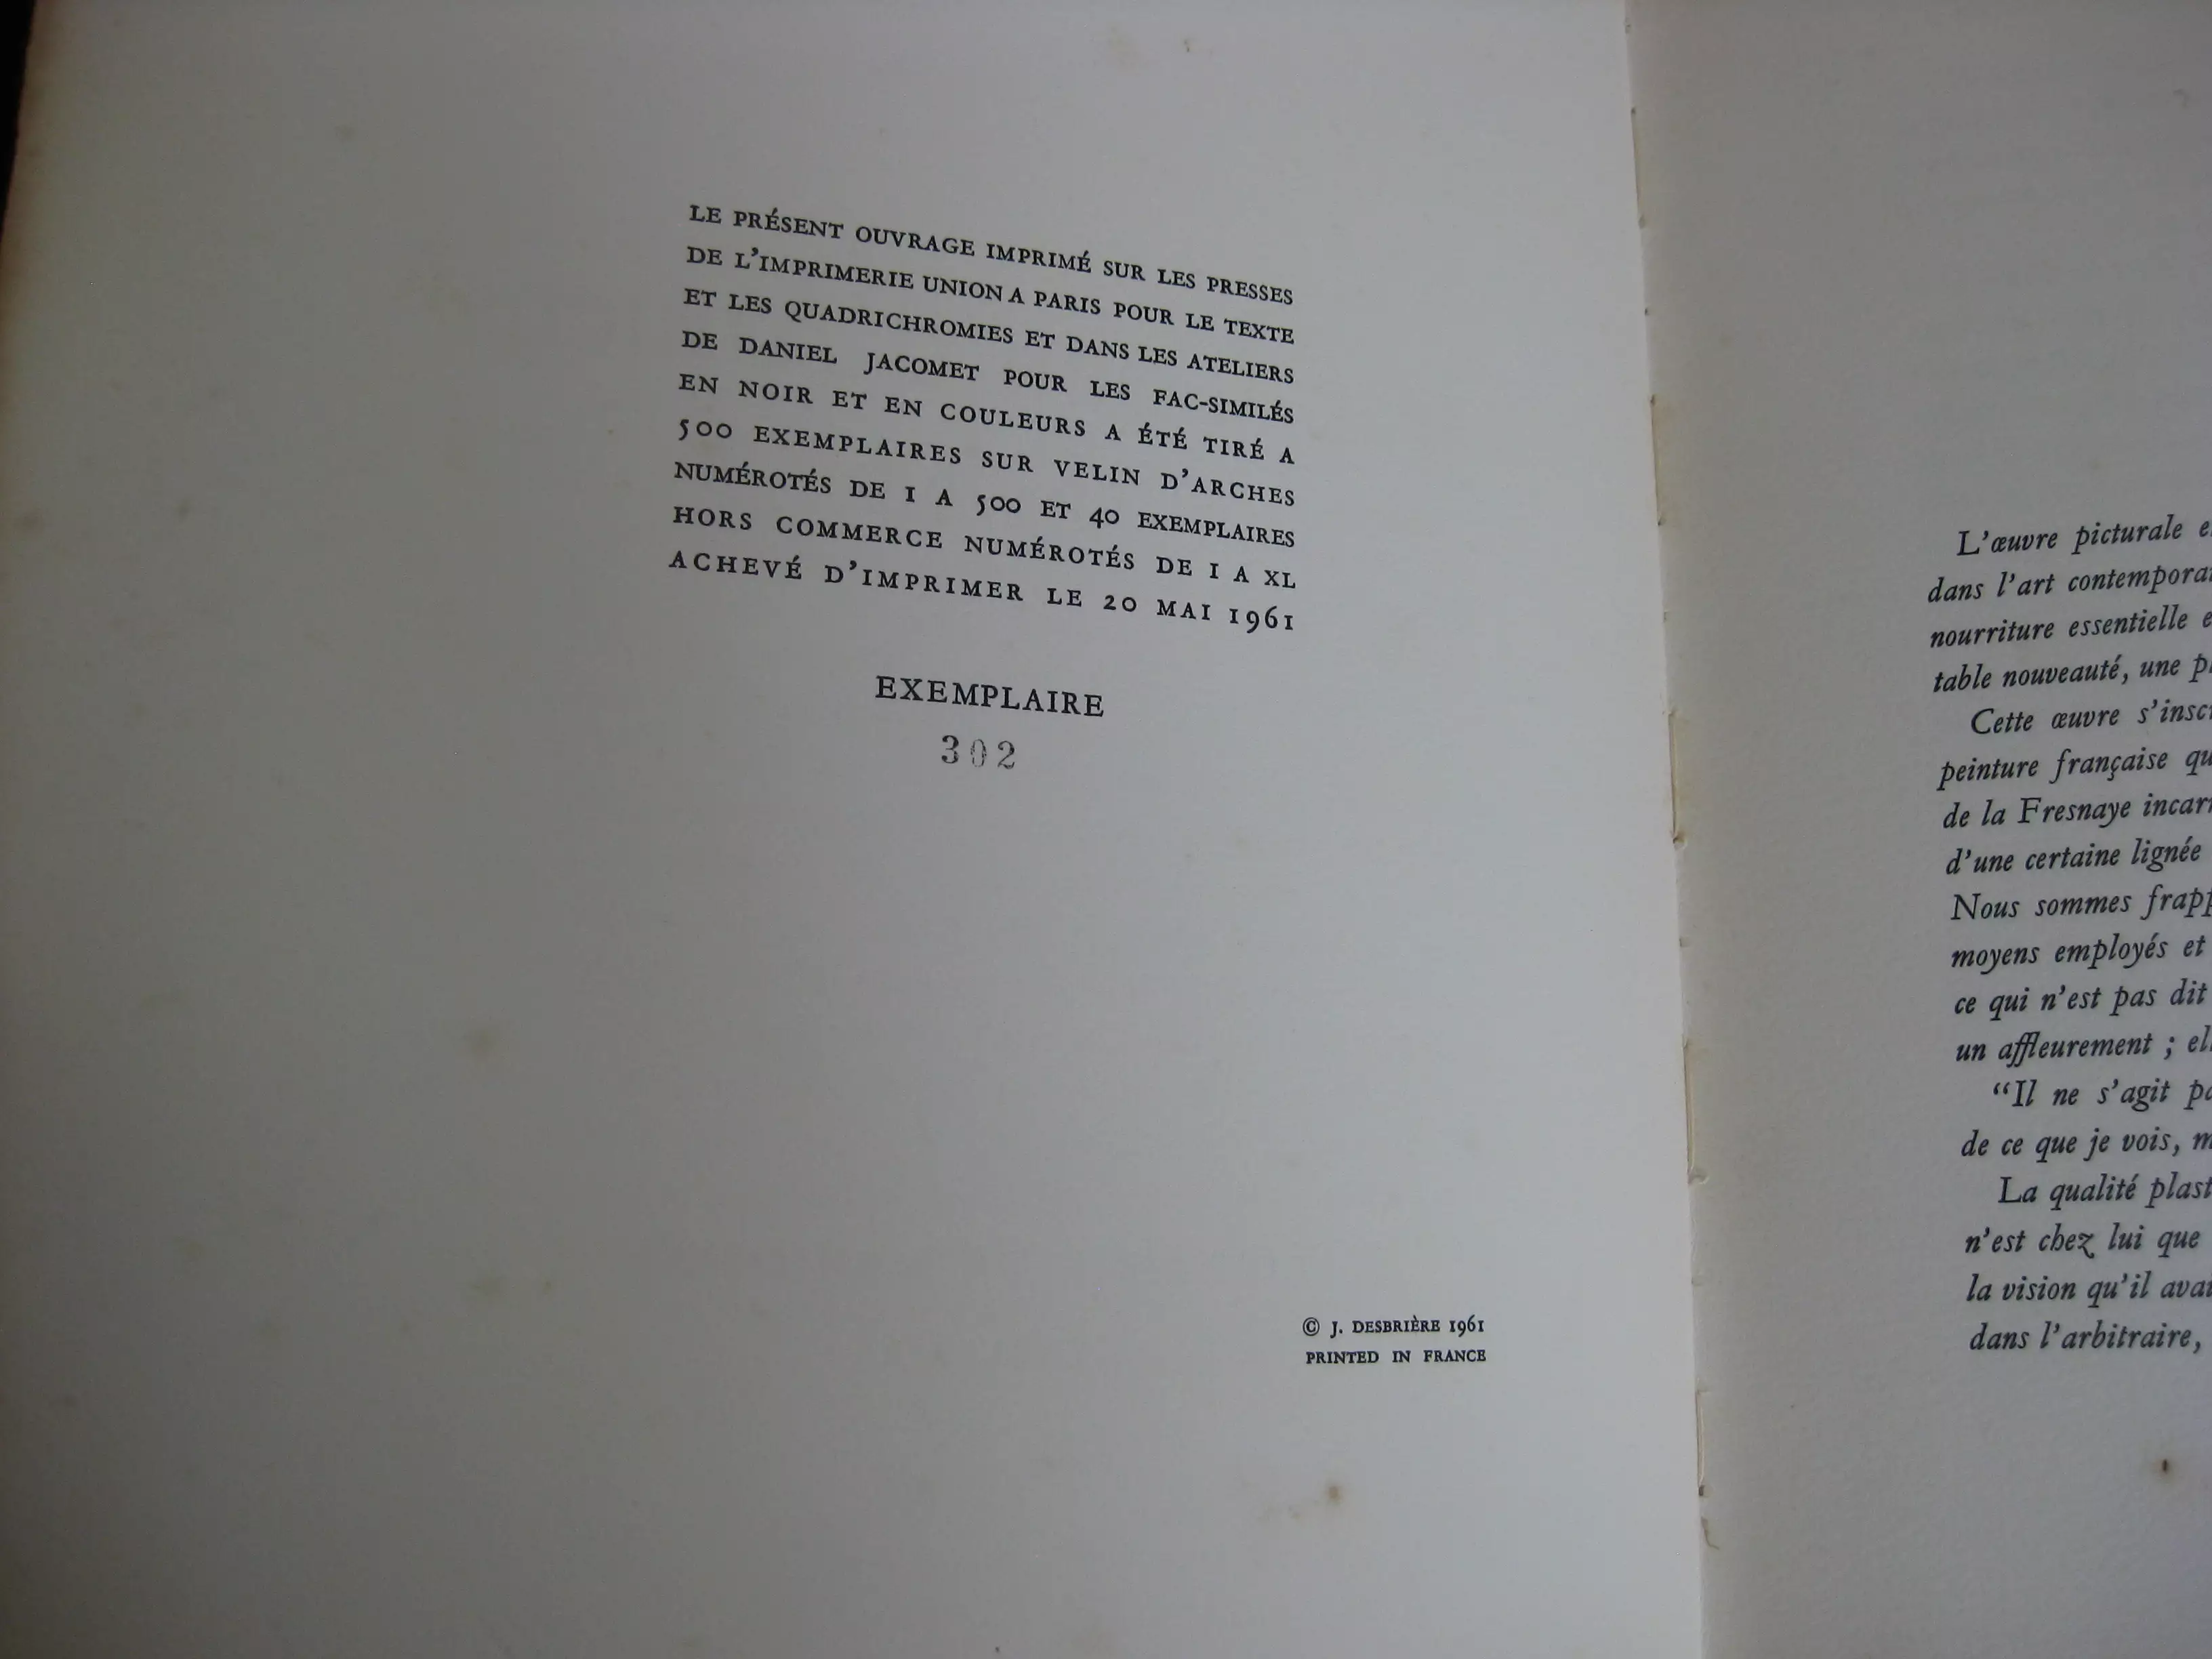 LE PRÉSENT OUVRAGE IMPRIMÉ SUR LES PRESSES
DE L'IMPRIMERIE UNION A PARIS POUR LE TEXTE
ET LES QUADRICHROMIES ET DANS LES ATELIERS
DE DANIEL JACOMET POUR LES FAC-SIMILÉS
EN NOIR ET EN COULEURS A ÉTÉ TIRÉ A
500 EXEMPLAIRES SUR VELIN D'ARCHES
NUMÉROTÉS DE 1 A 500 ET 40 EXEMPLAIRES
HORS COMMERCE NUMÉROTÉS DE I A XL
ACHEVÉ D'IMPRIMER LE 20 MAI 1961
EXEMPLAIRE
302
© J. DESBRIÈRE 1961
PRINTED IN FRANCE
L'œuvre picturale
dans l'art
nourriture essentielle
table nouveauté, une
Cette œuvre
peinture française
de la Fresnaye
d'une certaine lignée
Nous sommes
moyens employés et
ce qui n'est pas dit
un affleurement ;
“Il ne s'agit
de ce que je vois,
La qualité
n'est chez lui que
la vision qu'il
dans l'arbitraire,